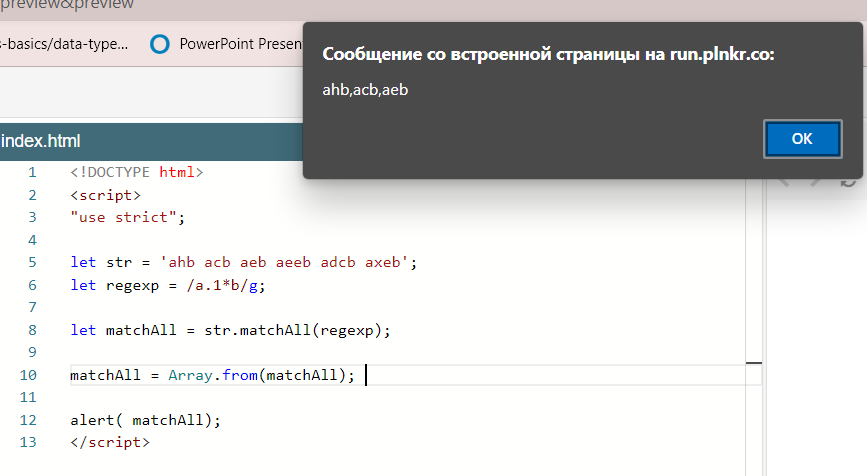 preview&preview
s-basics/data-type...
PowerPoint Presen
Сообщение со встроенной страницы на run.plnkr.co:
ahb,acb,aeb
OK
index.html
1 <!DOCTYPE html>
2 <script>
3 "use strict";
4
5 let str = 'ahb acb aeb aeeb adcb axeb';
6 let regexp = /a.1*b/g;
7
8 let matchAll = str.matchAll(regexp);
9
10 matchAll = Array.from(matchAll);
11
12 alert( matchAll);
13 </script>